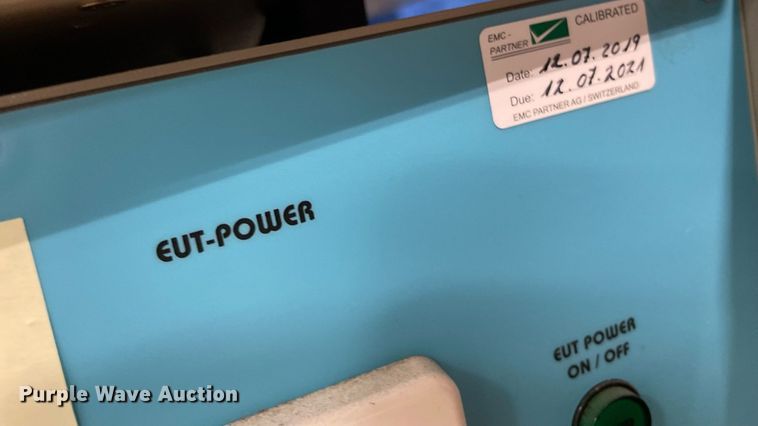 EMC - PARTNER CALIBRATED
Date: 12.07.2019
Due: 12.07.2021
EMC PARTNER AG / SWITZERLAND
EUT-POWER
EUT POWER
ON / OFF
Purple Wave Auction